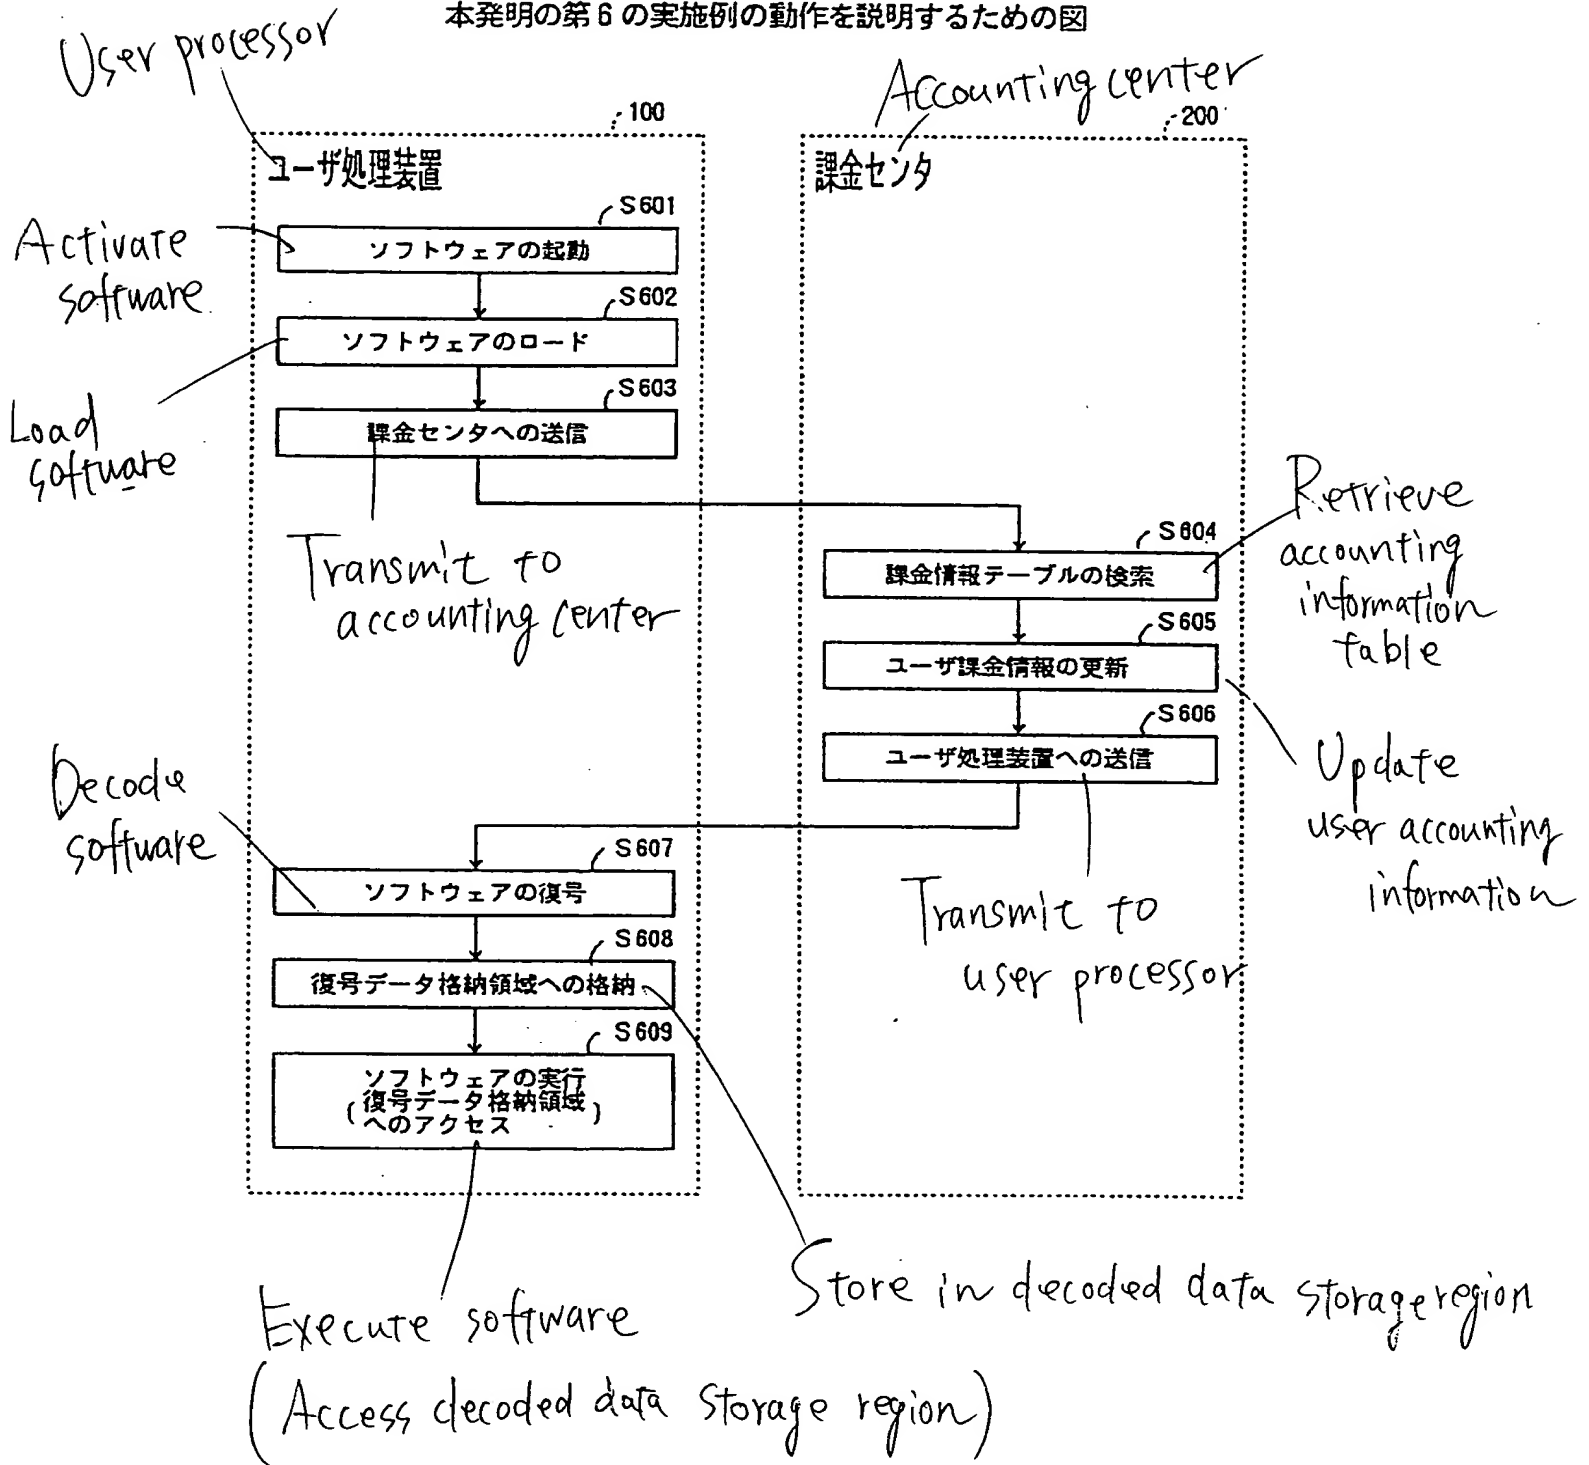 本発明の第6の実施例の動作を説明するための図
User processor
Accounting center
100
200
ユーザ処理装置
課金センタ
S601
Activate
software
ソフトウェアの起動
S602
ソフトウェアのロード
Load
software
S603
課金センタへの送信
Transmit to
accounting center
Retrieve
accounting
information
table
S604
課金情報テーブルの検索
S605
ユーザ課金情報の更新
S606
ユーザ処理装置への送信
Update
user accounting
information
Transmit to
user processor
Decode
software
S607
ソフトウェアの復号
S608
復号データ格納領域への格納
S609
ソフトウェアの実行
(復号データ格納領域)
へのアクセス
Store in decoded data storage region
Execute software
(Access decoded data storage region)